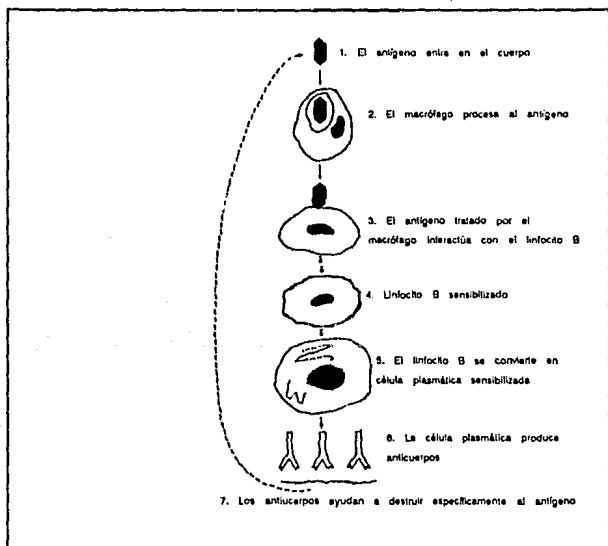 1. El antígeno entra en el cuerpo
2. El macrófago procesa al antígeno
3. El antígeno tratado por el
macrófago interactúa con el linfocito B
4. Linfocito B sensibilizado
5. El linfocito B se convierte en
célula plasmática sensibilizada
6. La célula plasmática produce
anticuerpos
7. Los antiucerpos ayudan a destruir específicamente al antígeno